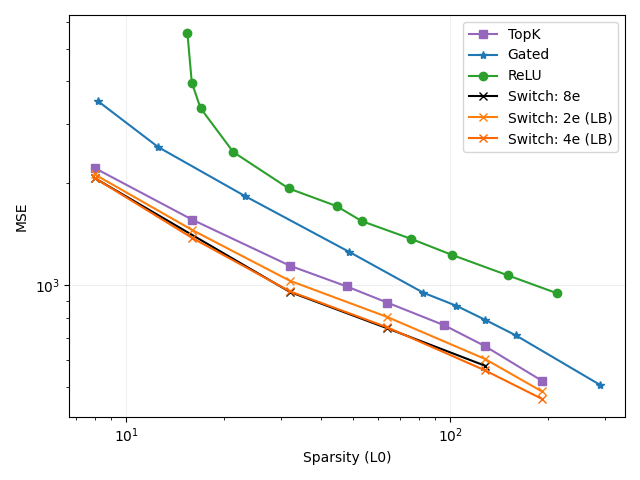 TopK
Gated
ReLU
Switch: 8e
Switch: 2e (LB)
Switch: 4e (LB)
MSE
10³
10¹
10²
Sparsity (L0)